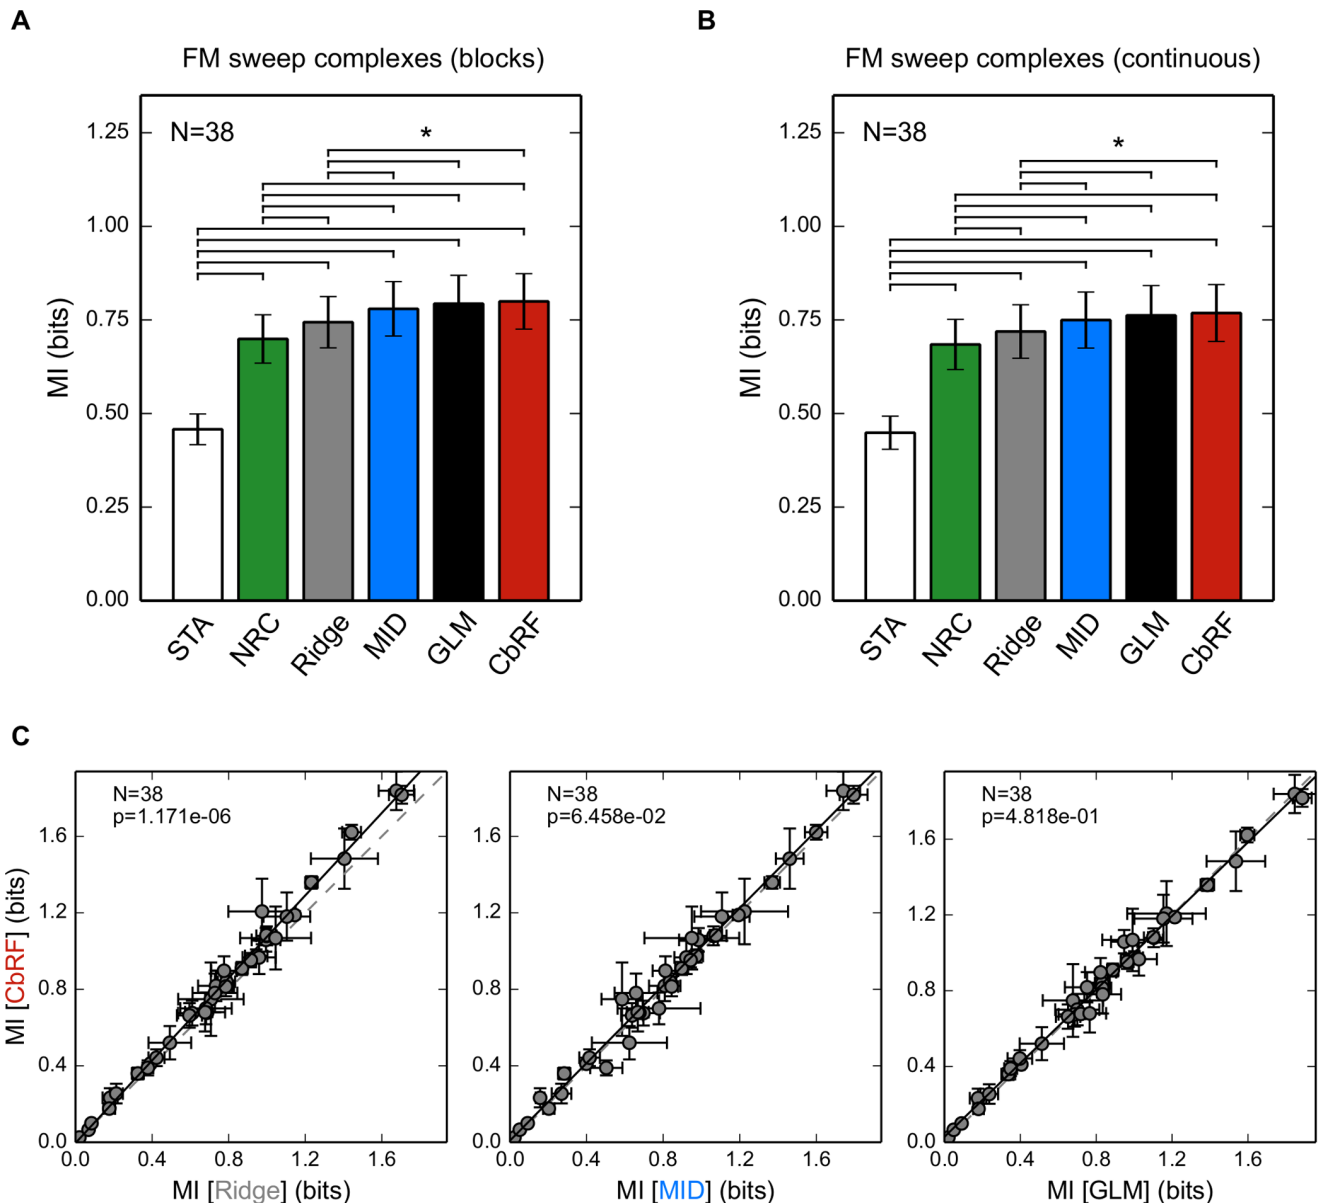 A
FM sweep complexes (blocks)
N=38
*
1.25
1.00
0.75
0.50
0.25
0.00
MI (bits)
STA
NRC
Ridge
MID
GLM
CbRF
B
FM sweep complexes (continuous)
N=38
*
1.25
1.00
0.75
0.50
0.25
0.00
MI (bits)
STA
NRC
Ridge
MID
GLM
CbRF
C
N=38
p=1.171e-06
1.6
1.2
0.8
0.4
0.0
MI [CbRF] (bits)
0.0 0.4 0.8 1.2 1.6
MI [Ridge] (bits)
N=38
p=6.458e-02
1.6
1.2
0.8
0.4
0.0
0.0 0.4 0.8 1.2 1.6
MI [MID] (bits)
N=38
p=4.818e-01
1.6
1.2
0.8
0.4
0.0
0.0 0.4 0.8 1.2 1.6
MI [GLM] (bits)